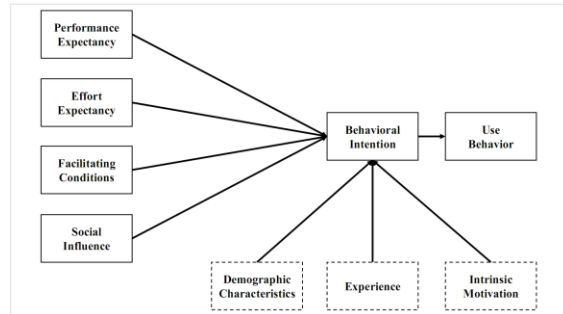 Performance
Expectancy
Effort
Expectancy
Facilitating
Conditions
Social
Influence
Behavioral
Intention
Use
Behavior
Demographic
Characteristics
Experience
Intrinsic
Motivation